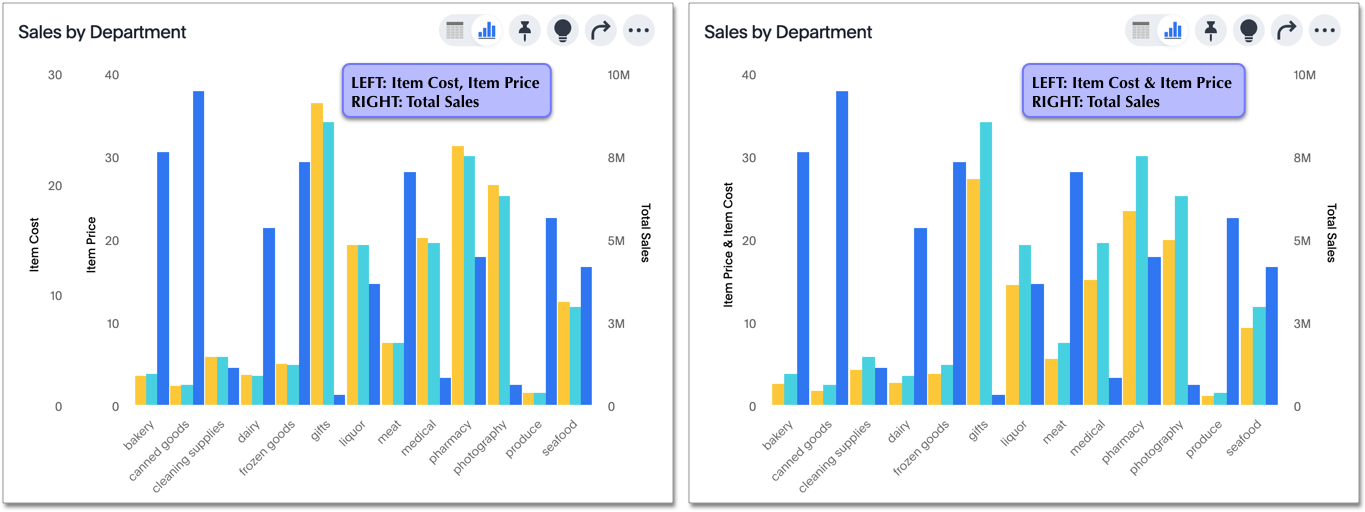 Sales by Department
LEFT: Item Cost, Item Price
RIGHT: Total Sales
30
20
10
0
Item Cost
40
30
20
10
0
Item Price
10M
8M
5M
3M
0
Total Sales
bakery
canned goods
cleaning supplies
dairy
frozen goods
gifts
liquor
meat
medical
pharmacy
photography
produce
seafood
Sales by Department
LEFT: Item Cost & Item Price
RIGHT: Total Sales
40
30
20
10
0
Item Price & Item Cost
10M
8M
5M
3M
0
Total Sales
bakery
canned goods
cleaning supplies
dairy
frozen goods
gifts
liquor
meat
medical
pharmacy
photography
produce
seafood